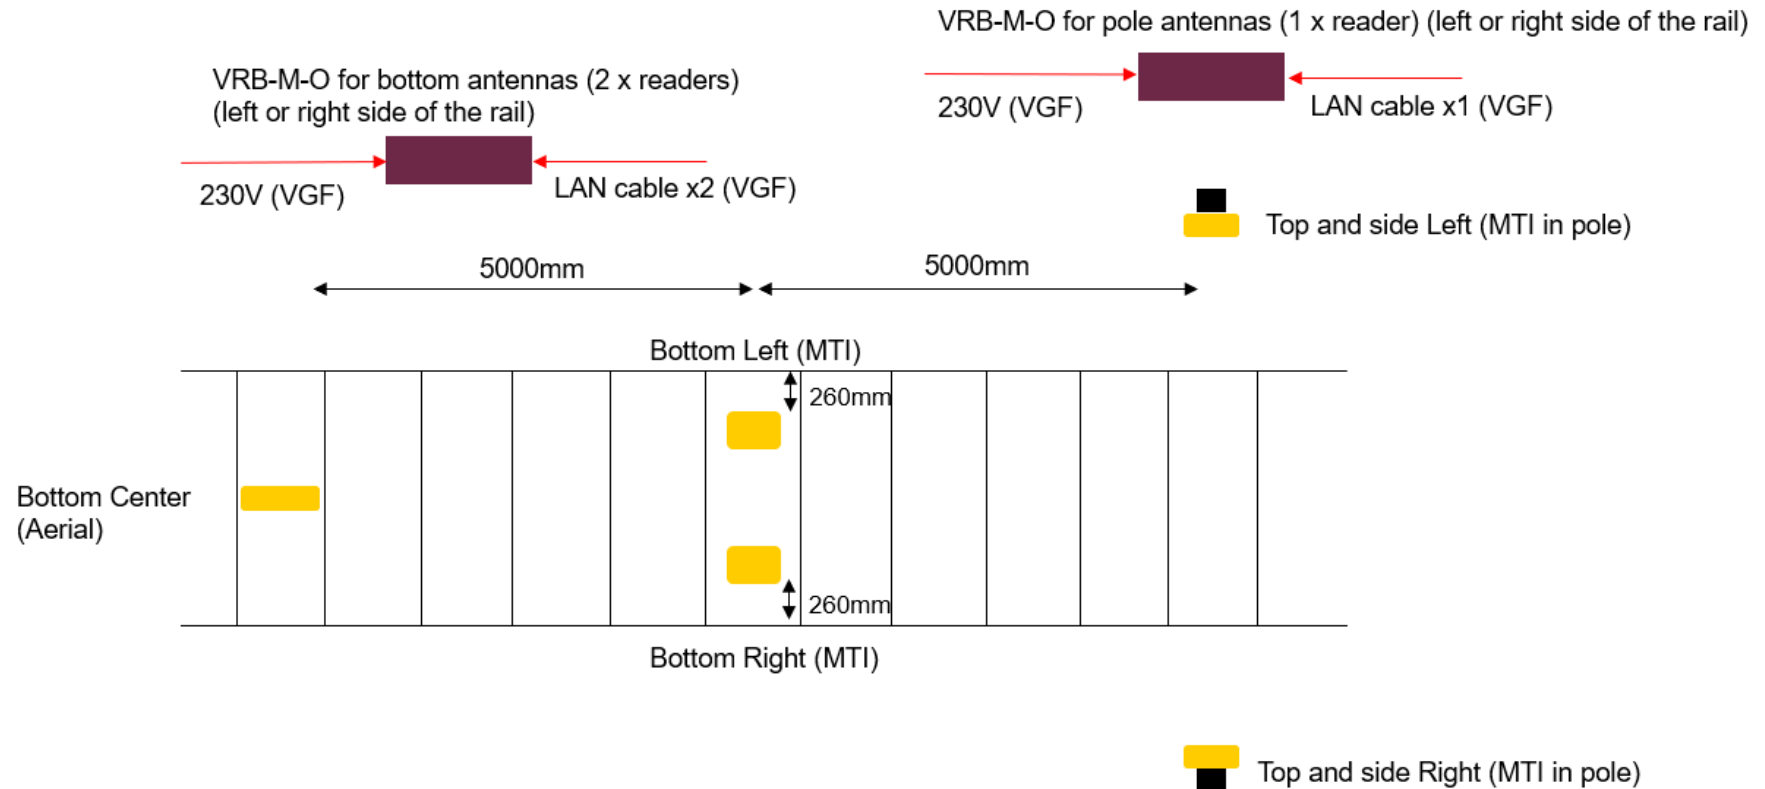 VRB-M-O for pole antennas (1 x reader) (left or right side of the rail)
230V (VGF)
LAN cable x1 (VGF)
VRB-M-O for bottom antennas (2 x readers)
(left or right side of the rail)
230V (VGF)
LAN cable x2 (VGF)
Top and side Left (MTI in pole)
5000mm
5000mm
Bottom Left (MTI)
260mm
Bottom Center
(Aerial)
260mm
Bottom Right (MTI)
Top and side Right (MTI in pole)